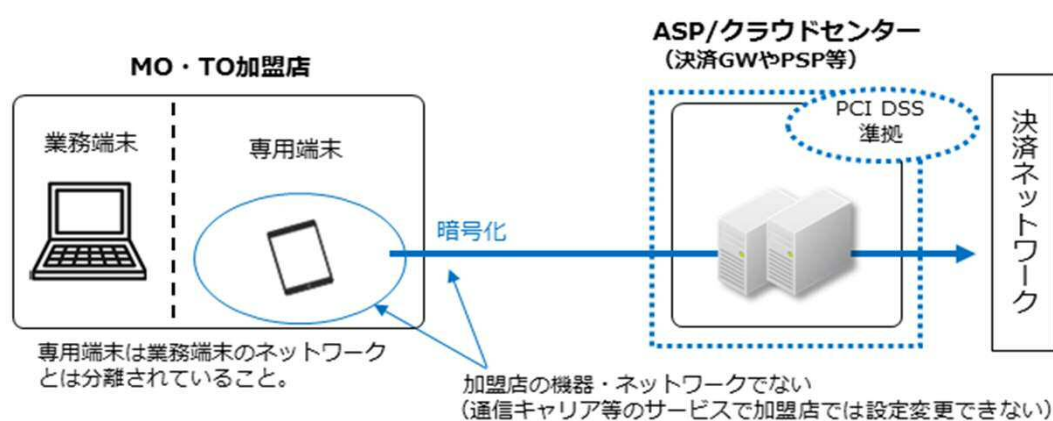 ASP/クラウドセンター
（決済GWやPSP等）
MO・TO加盟店
PCI DSS
準拠
業務端末
専用端末
暗号化
決済ネットワーク
専用端末は業務端末のネットワーク
とは分離されていること。
加盟店の機器・ネットワークでない
（通信キャリア等のサービスで加盟店では設定変更できない）